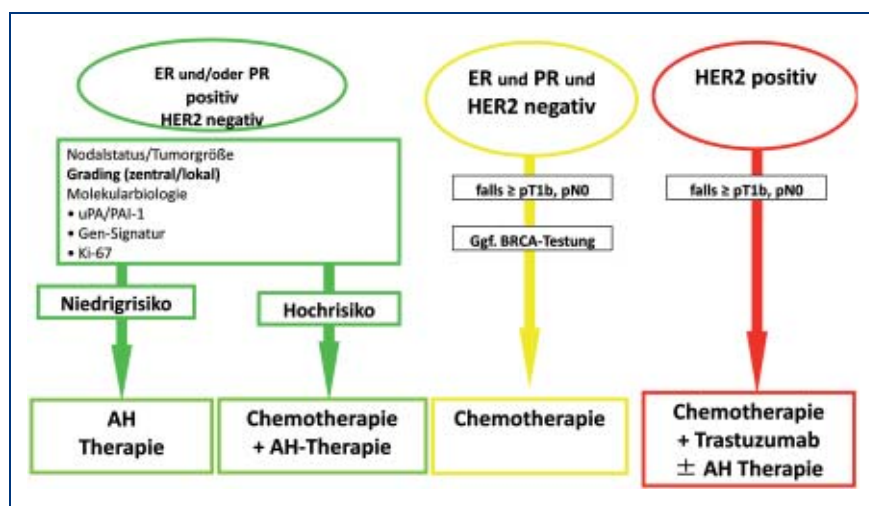 ER und/oder PR
positiv
HER2 negativ
Nodalstatus/Tumorgröße
Grading (zentral/lokal)
Molekularbiologie
• uPA/PAI-1
• Gen-Signatur
• Ki-67
Niedrigrisiko
Hochrisiko
AH
Therapie
Chemotherapie
+ AH-Therapie
ER und PR und
HER2 negativ
falls ≥ pT1b, pN0
Ggf. BRCA-Testung
Chemotherapie
HER2 positiv
falls ≥ pT1b, pN0
Chemotherapie
+ Trastuzumab
± AH Therapie